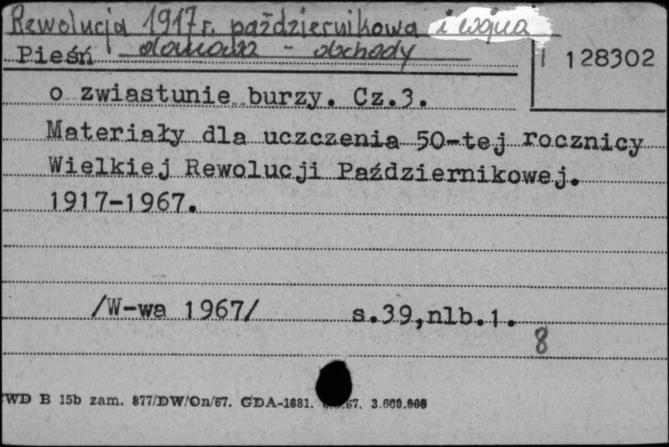 Rewolucja 1917 r. październikowa i wojna
domowa - obchody
Pieśń
I 128302
o zwiastunie burzy. Cz.3.
Materiały dla uczczenia 50-tej rocznicy
Wielkiej Rewolucji Październikowej.
1917-1967.
/W-wa 1967/ s.39,nlb.1.
8
WD B 15b zam. 877/DW/On/67. GDA-1881. 67. 3.600.000